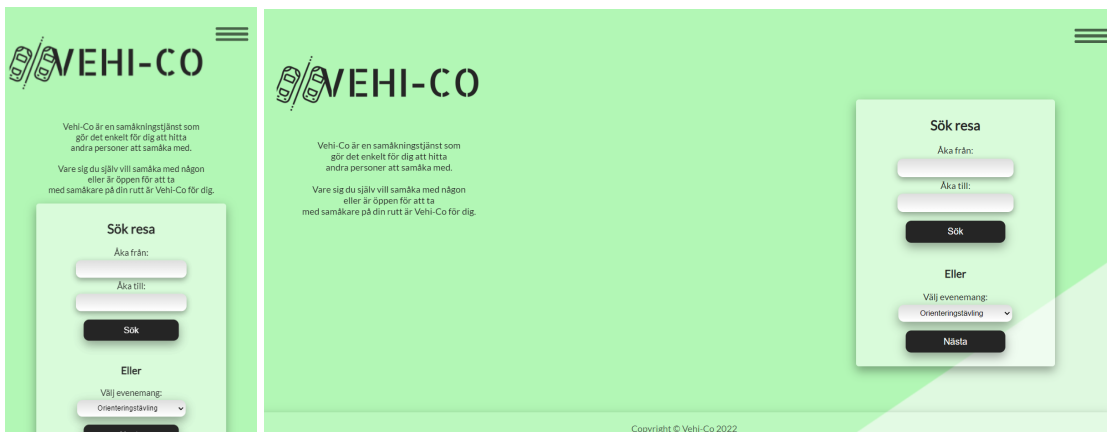 VEHI-CO
Vehi-Co är en samåkningstjänst som
gör det enkelt för dig att hitta
andra personer att samåka med.
Vare sig du själv vill samåka med någon
eller är öppen för att ta
med samåkare på din rutt är Vehi-Co för dig.
Sök resa
Åka från:
Åka till:
Sök
Eller
Välj evenemang:
Orienteringstävling
VEHI-CO
Vehi-Co är en samåkningstjänst som
gör det enkelt för dig att hitta
andra personer att samåka med.
Vare sig du själv vill samåka med någon
eller är öppen för att ta
med samåkare på din rutt är Vehi-Co för dig.
Sök resa
Åka från:
Åka till:
Sök
Eller
Välj evenemang:
Orienteringstävling
Nästa
Copyright © Vehi-Co 2022